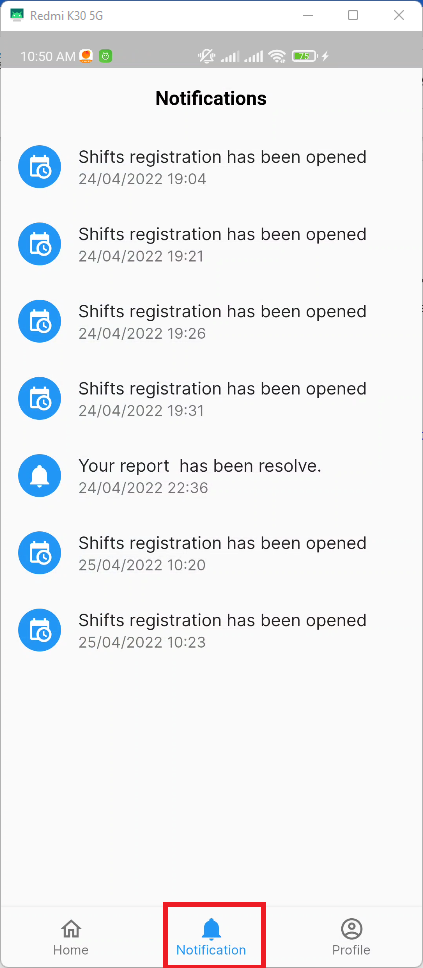 Redmi K30 5G
10:50 AM
75
Notifications
Shifts registration has been opened
24/04/2022 19:04
Shifts registration has been opened
24/04/2022 19:21
Shifts registration has been opened
24/04/2022 19:26
Shifts registration has been opened
24/04/2022 19:31
Your report  has been resolve.
24/04/2022 22:36
Shifts registration has been opened
25/04/2022 10:20
Shifts registration has been opened
25/04/2022 10:23
Home
Notification
Profile